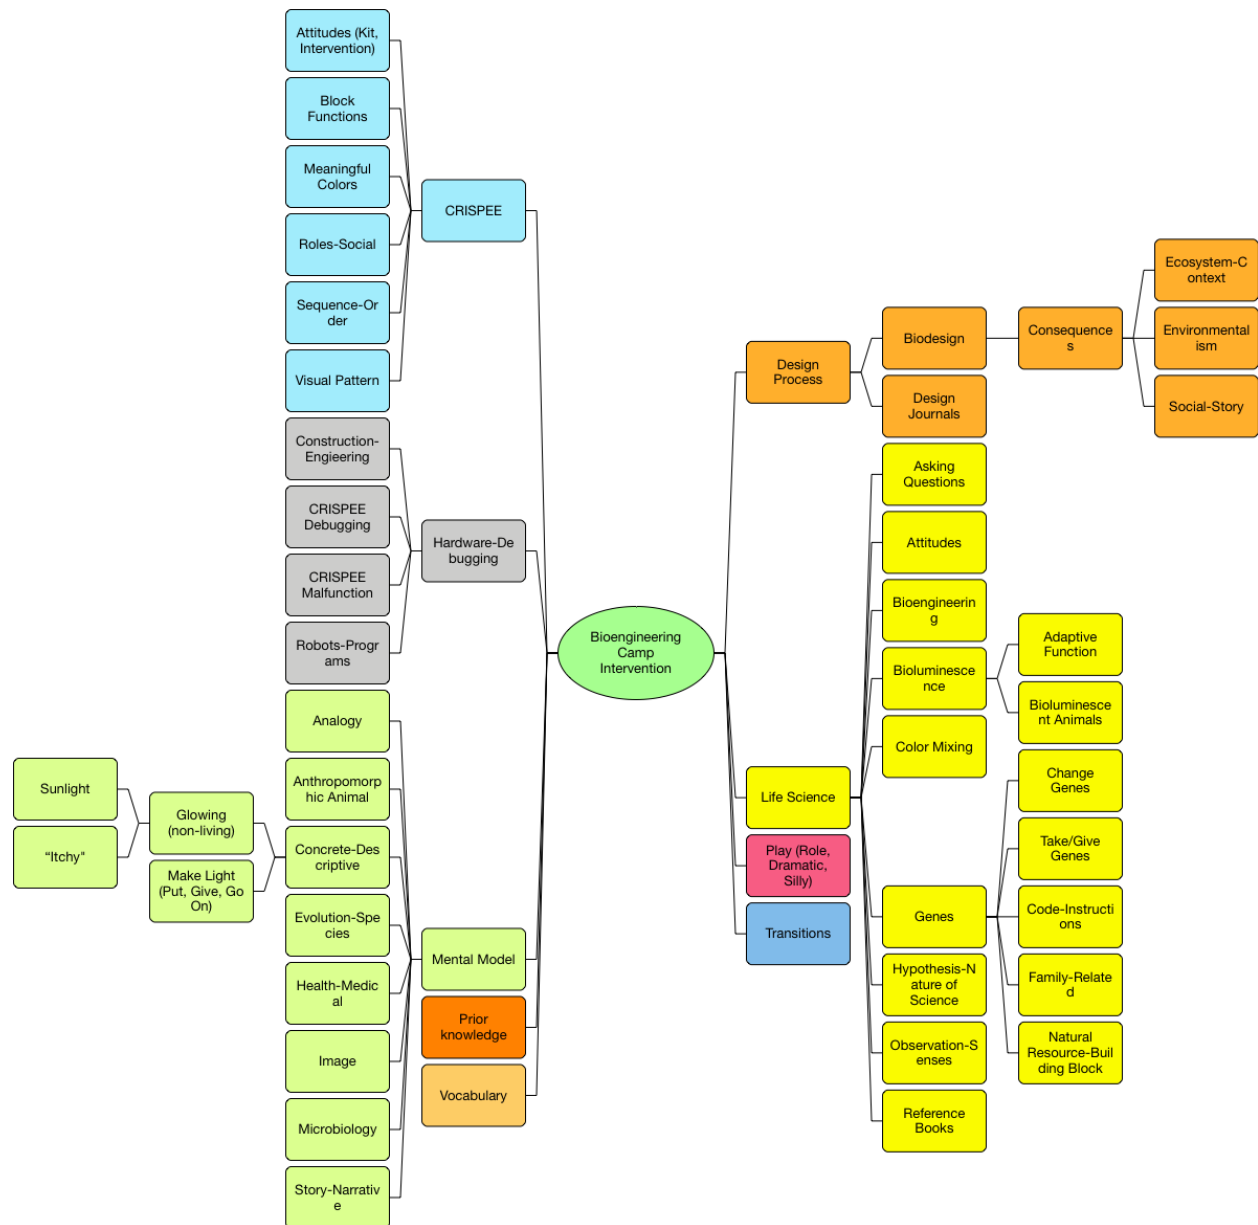 Attitudes (Kit,
Intervention)
Block
Functions
Meaningful
Colors
Roles-Social
Sequence-Or
der
Visual Pattern
CRISPEE
Construction-
Engieering
CRISPEE
Debugging
CRISPEE
Malfunction
Robots-Progr
ams
Hardware-De
bugging
Analogy
Anthropomorp
hic Animal
Concrete-Des
criptive
Evolution-Spe
cies
Health-Medic
al
Image
Microbiology
Story-Narrativ
e
Sunlight
“Itchy"
Glowing
(non-living)
Make Light
(Put, Give, Go
On)
Mental Model
Prior
knowledge
Vocabulary
Bioengineering
Camp
Intervention
Design
Process
Biodesign
Design
Journals
Consequence
s
Ecosystem-C
ontext
Environmental
ism
Social-Story
Life Science
Play (Role,
Dramatic,
Silly)
Transitions
Asking
Questions
Attitudes
Bioengineerin
g
Bioluminesce
nce
Color Mixing
Genes
Hypothesis-N
ature of
Science
Observation-S
enses
Reference
Books
Adaptive
Function
Bioluminesce
nt Animals
Change
Genes
Take/Give
Genes
Code-Instructi
ons
Family-Relate
d
Natural
Resource-Buil
ding Block